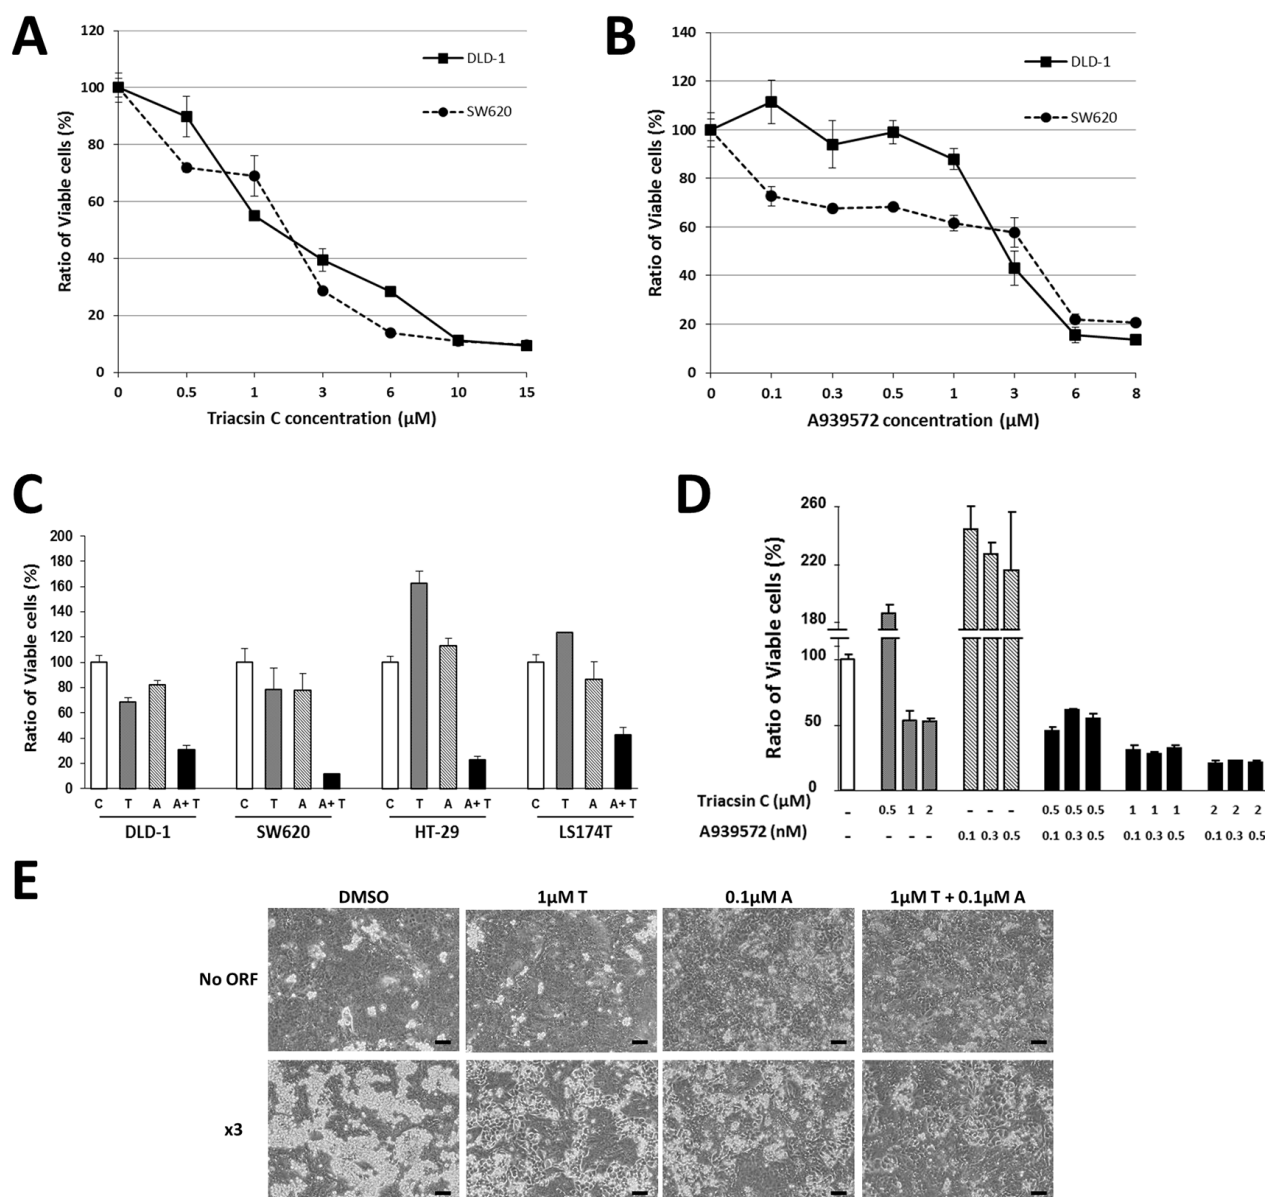 A
Ratio of Viable cells (%)
120
100
80
60
40
20
0
DLD-1
SW620
0 0.5 1 3 6 10 15
Triacsin C concentration (µM)
B
Ratio of Viable cells (%)
140
120
100
80
60
40
20
0
DLD-1
SW620
0 0.1 0.3 0.5 1 3 6 8
A939572 concentration (µM)
C
Ratio of Viable cells (%)
200
180
160
140
120
100
80
60
40
20
0
C T A A+T C T A A+T C T A A+T C T A A+T
DLD-1 SW620 HT-29 LS174T
D
Ratio of Viable cells (%)
260
220
180
100
50
0
Triacsin C (µM) - 0.5 1 2 - - - 0.5 0.5 0.5 1 1 1 2 2 2
A939572 (nM) - - - - 0.1 0.3 0.5 0.1 0.3 0.5 0.1 0.3 0.5 0.1 0.3 0.5
E
DMSO 1µM T 0.1µM A 1µM T + 0.1µM A
No ORF
x3